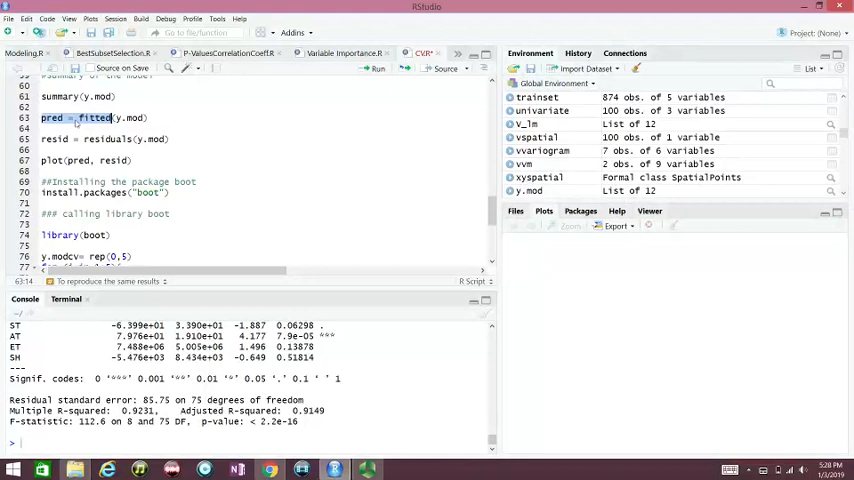 RStudio
File Edit Code View Plots Session Build Debug Profile Tools Help
Addins
Project: (None)
Modeling.R
BestSubsetSelection.R
P-ValuesCorrelationCoeff.R
Variable Importance.R
CV.R*
Source on Save
Run
Source
59 #Summary of the model
60
61 summary(y.mod)
62
63 pred = fitted(y.mod)
64
65 resid = residuals(y.mod)
66
67 plot(pred, resid)
68
69 ##Installing the package boot
70 install.packages("boot")
71
72 ### calling library boot
73
74 library(boot)
75
76 y.modcv= rep(0,5)
77
63:14
To reproduce the same results
R Script
Console Terminal
~/
ST -6.399e+01 3.390e+01 -1.887 0.06298 .
AT 7.976e+01 1.910e+01 4.177 7.9e-05 ***
ET 7.488e+06 5.005e+06 1.496 0.13878
SH -5.476e+03 8.434e+03 -0.649 0.51814
---
Signif. codes: 0 ‘***’ 0.001 ‘**’ 0.01 ‘*’ 0.05 ‘.’ 0.1 ‘ ’ 1
Residual standard error: 85.75 on 75 degrees of freedom
Multiple R-squared: 0.9231, Adjusted R-squared: 0.9149
F-statistic: 112.6 on 8 and 75 DF, p-value: < 2.2e-16
>
Environment History Connections
Import Dataset
List
Global Environment
trainset 874 obs. of 5 variables
univariate 100 obs. of 3 variables
V_lm List of 12
vspatial 100 obs. of 1 variable
vvariogram 7 obs. of 6 variables
vvm 2 obs. of 9 variables
xyspatial Formal class SpatialPoints
y.mod List of 12
Files Plots Packages Help Viewer
Zoom
Export
5:28 PM
1/3/2019